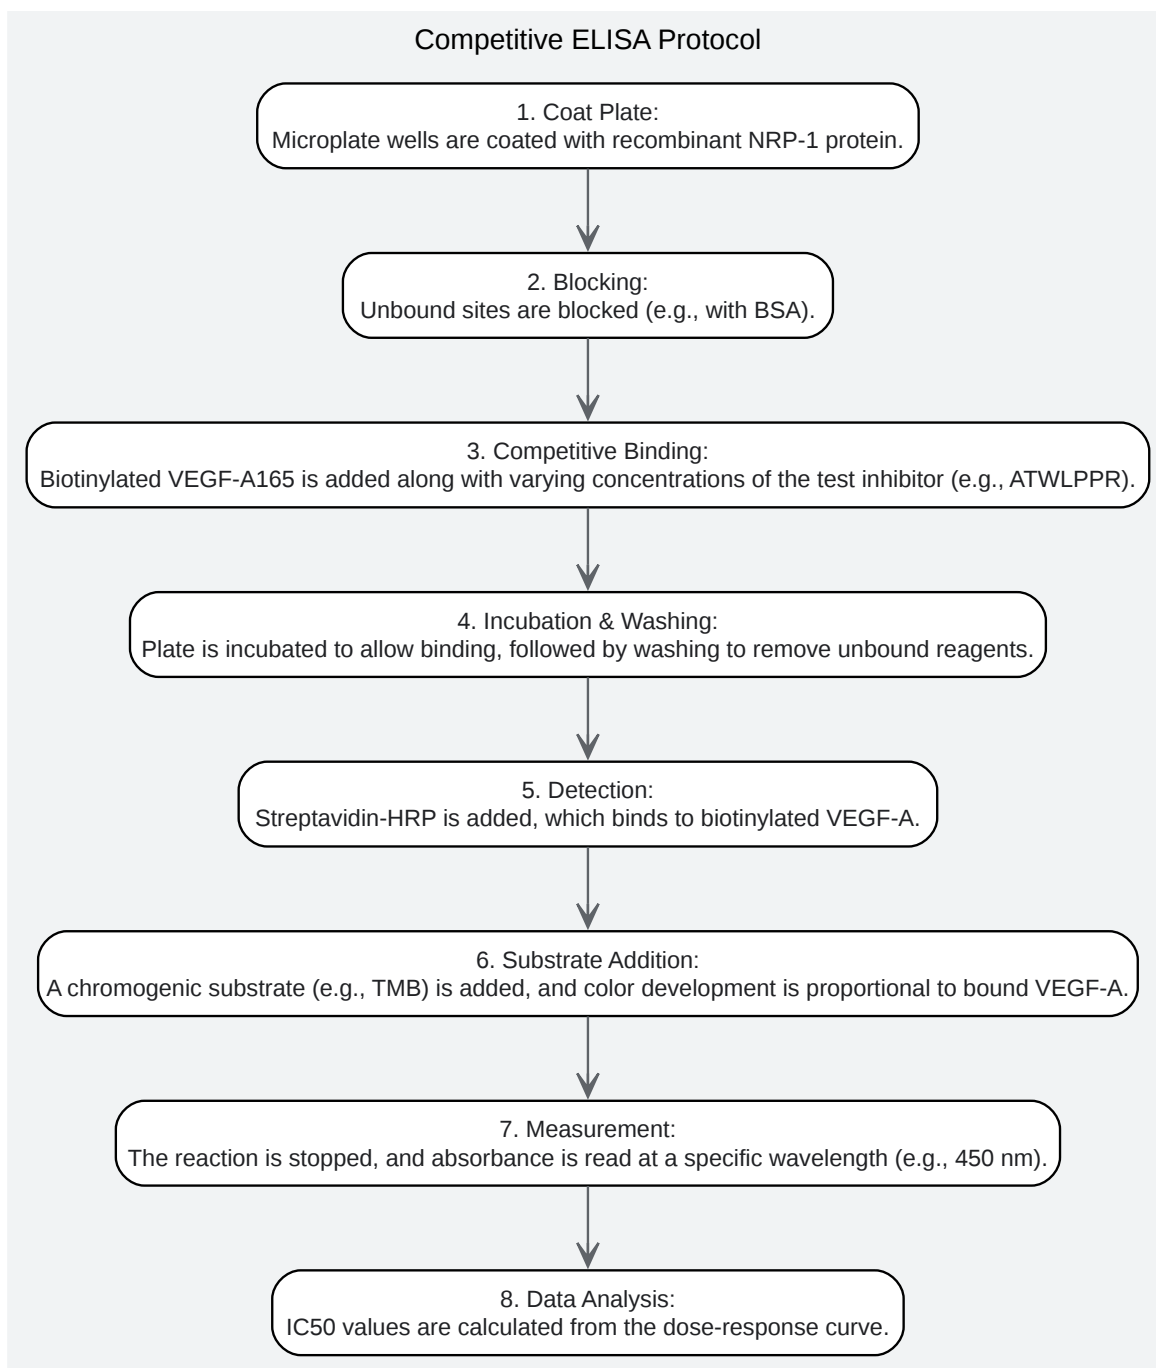 Competitive ELISA Protocol
1. Coat Plate:
Microplate wells are coated with recombinant NRP-1 protein.
2. Blocking:
Unbound sites are blocked (e.g., with BSA).
3. Competitive Binding:
Biotinylated VEGF-A165 is added along with varying concentrations of the test inhibitor (e.g., ATWLPPR).
4. Incubation & Washing:
Plate is incubated to allow binding, followed by washing to remove unbound reagents.
5. Detection:
Streptavidin-HRP is added, which binds to biotinylated VEGF-A.
6. Substrate Addition:
A chromogenic substrate (e.g., TMB) is added, and color development is proportional to bound VEGF-A.
7. Measurement:
The reaction is stopped, and absorbance is read at a specific wavelength (e.g., 450 nm).
8. Data Analysis:
IC50 values are calculated from the dose-response curve.